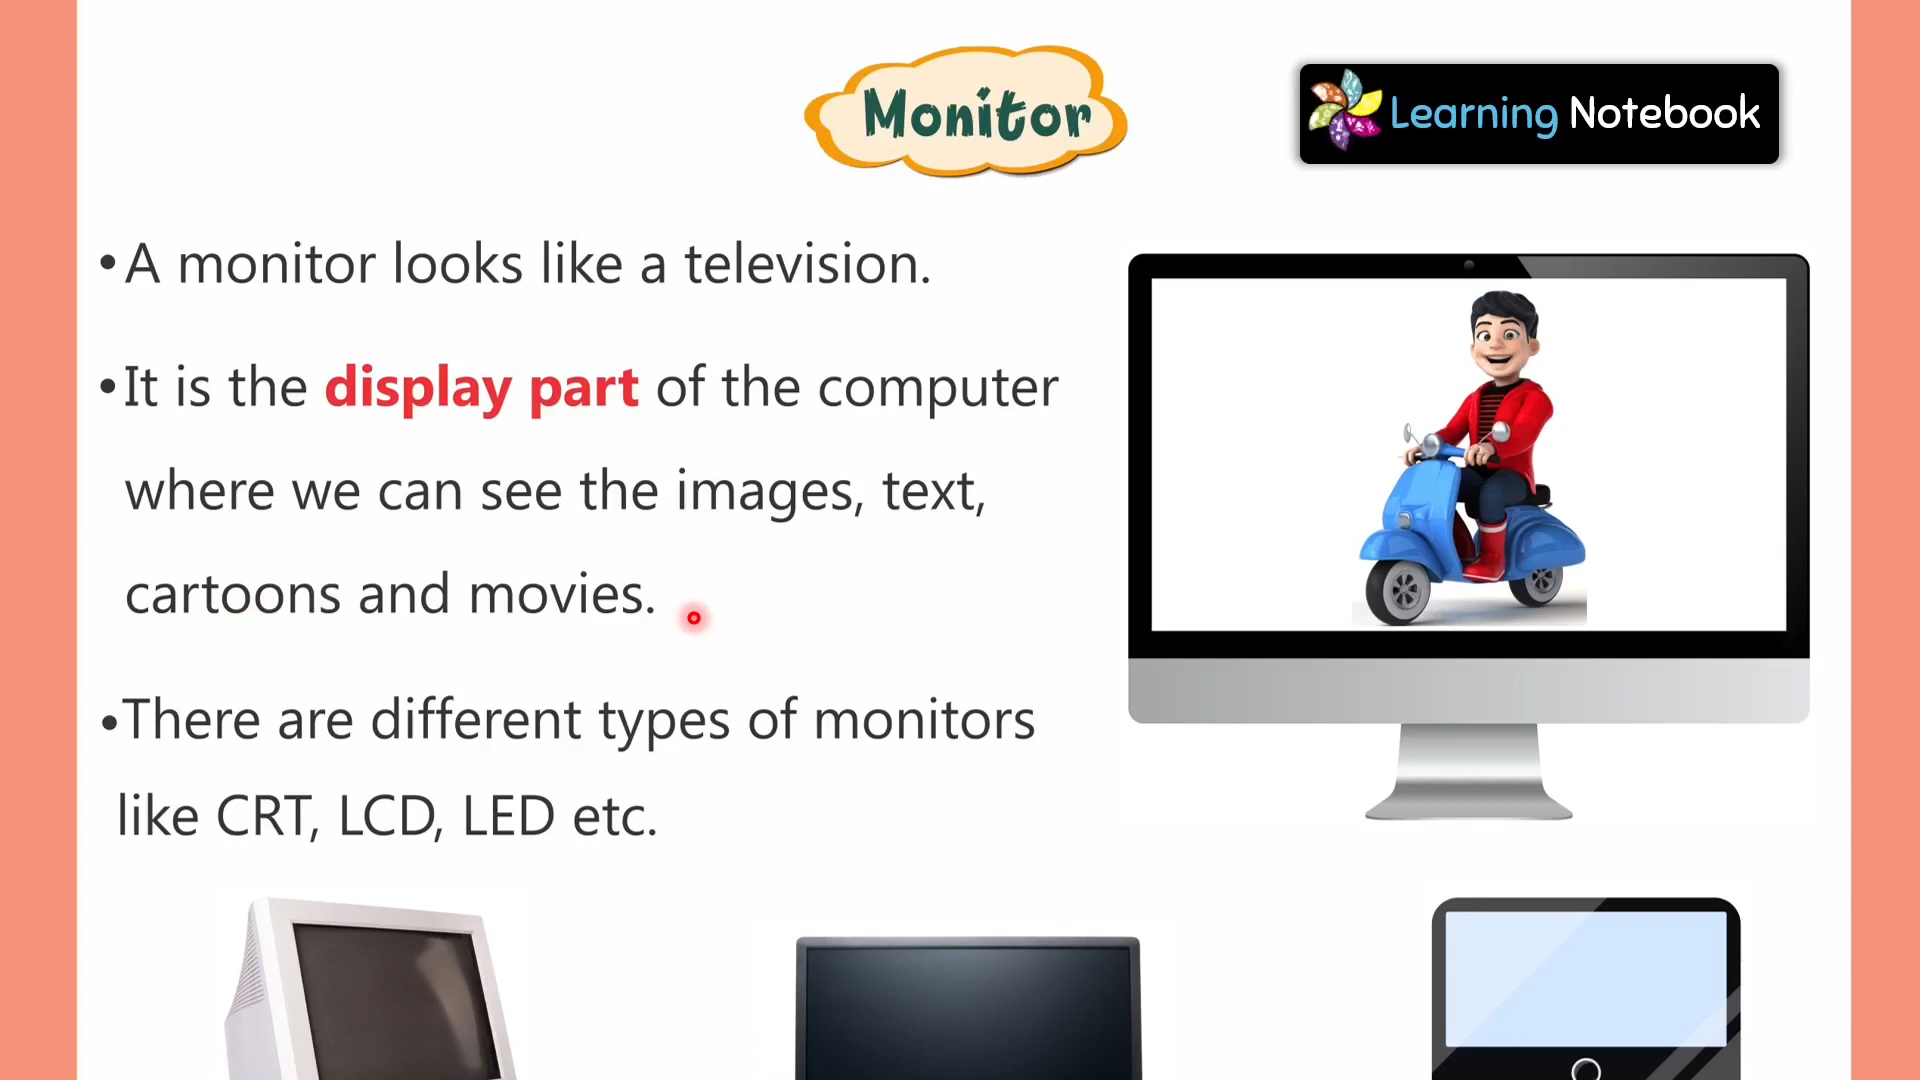 Monitor
Learning Notebook
•A monitor looks like a television.
•It is the display part of the computer
where we can see the images, text,
cartoons and movies.
•There are different types of monitors
like CRT, LCD, LED etc.